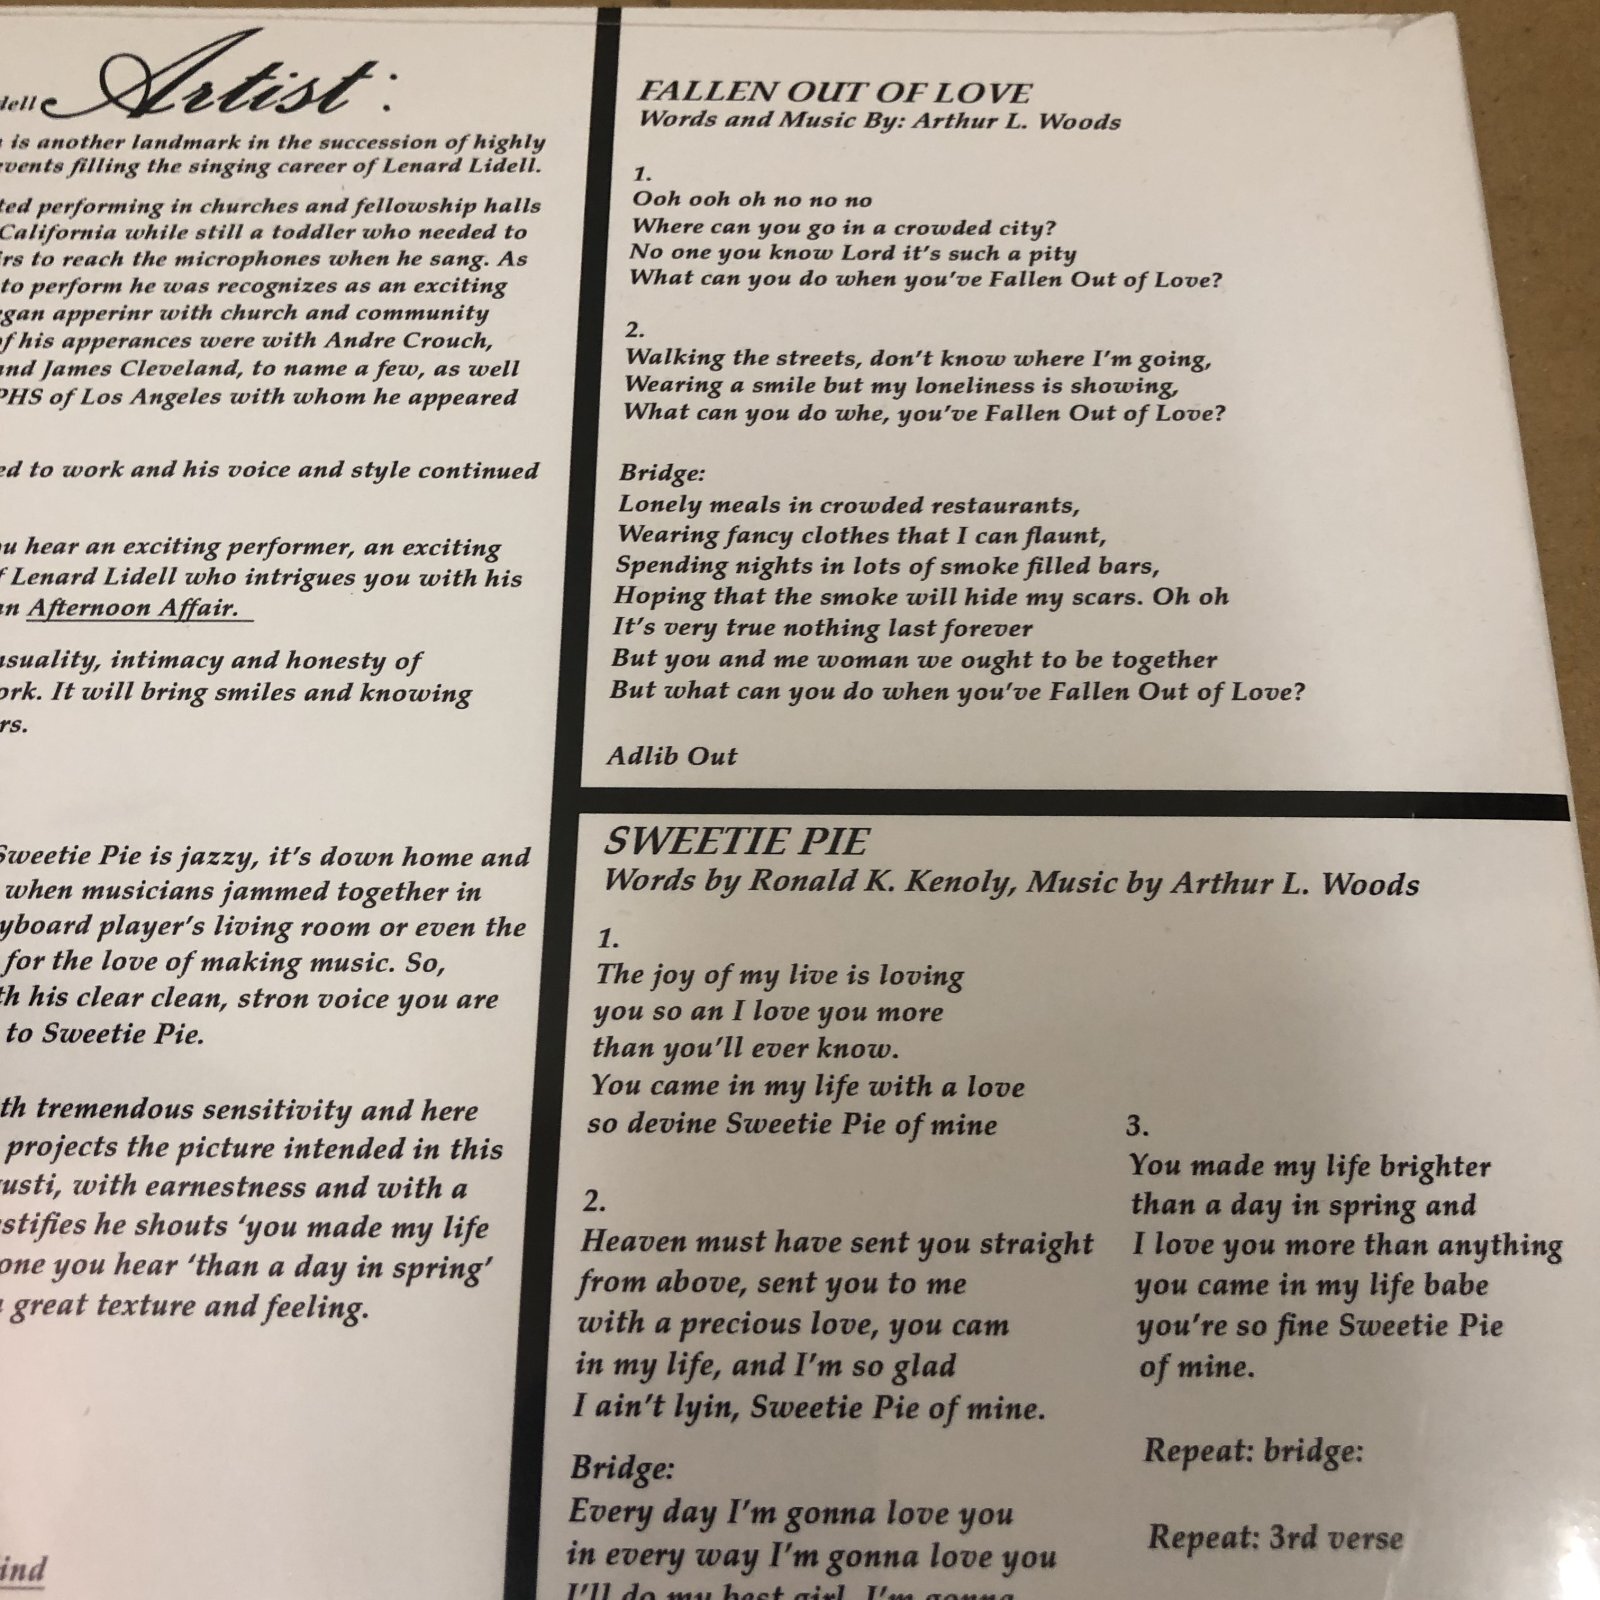 dell Artist:
is another landmark in the succession of highly
events filling the singing career of Lenard Lidell.
ted performing in churches and fellowship halls
California while still a toddler who needed to
irs to reach the microphones when he sang. As
to perform he was recognizes as an exciting
gan apperinr with church and community
of his apperances were with Andre Crouch,
and James Cleveland, to name a few, as well
PHS of Los Angeles with whom he appeared
ed to work and his voice and style continued
ou hear an exciting performer, an exciting
f Lenard Lidell who intrigues you with his
an Afternoon Affair.
nsuality, intimacy and honesty of
ork. It will bring smiles and knowing
rs.
Sweetie Pie is jazzy, it's down home and
when musicians jammed together in
yboard player's living room or even the
for the love of making music. So,
th his clear clean, stron voice you are
to Sweetie Pie.
th tremendous sensitivity and here
projects the picture intended in this
usti, with earnestness and with a
stifies he shouts 'you made my life
one you hear 'than a day in spring'
great texture and feeling.
ind
FALLEN OUT OF LOVE
Words and Music By: Arthur L. Woods
1.
Ooh ooh oh no no no
Where can you go in a crowded city?
No one you know Lord it's such a pity
What can you do when you've Fallen Out of Love?
2.
Walking the streets, don't know where I'm going,
Wearing a smile but my loneliness is showing,
What can you do whe, you've Fallen Out of Love?
Bridge:
Lonely meals in crowded restaurants,
Wearing fancy clothes that I can flaunt,
Spending nights in lots of smoke filled bars,
Hoping that the smoke will hide my scars. Oh oh
It's very true nothing last forever
But you and me woman we ought to be together
But what can you do when you've Fallen Out of Love?
Adlib Out
SWEETIE PIE
Words by Ronald K. Kenoly, Music by Arthur L. Woods
1.
The joy of my live is loving
you so an I love you more
than you'll ever know.
You came in my life with a love
so devine Sweetie Pie of mine
2.
Heaven must have sent you straight
from above, sent you to me
with a precious love, you cam
in my life, and I'm so glad
I ain't lyin, Sweetie Pie of mine.
Bridge:
Every day I'm gonna love you
in every way I'm gonna love you
I'll do my best girl, I'm gonna
3.
You made my life brighter
than a day in spring and
I love you more than anything
you came in my life babe
you're so fine Sweetie Pie
of mine.
Repeat: bridge:
Repeat: 3rd verse